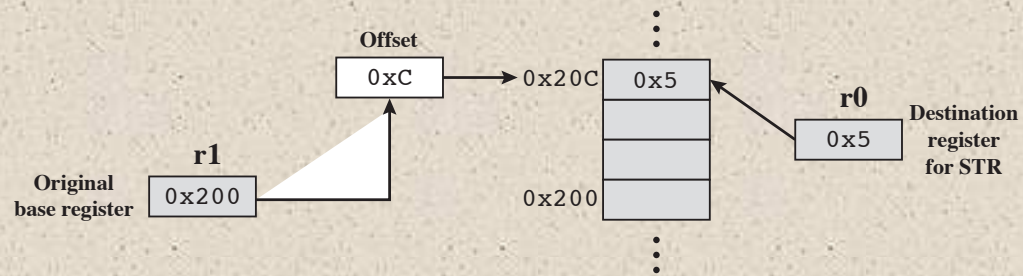 Offset
0xC
0x20C
0x5
r0
0x5
Destination
register
for STR
r1
Original
base register
0x200
0x200